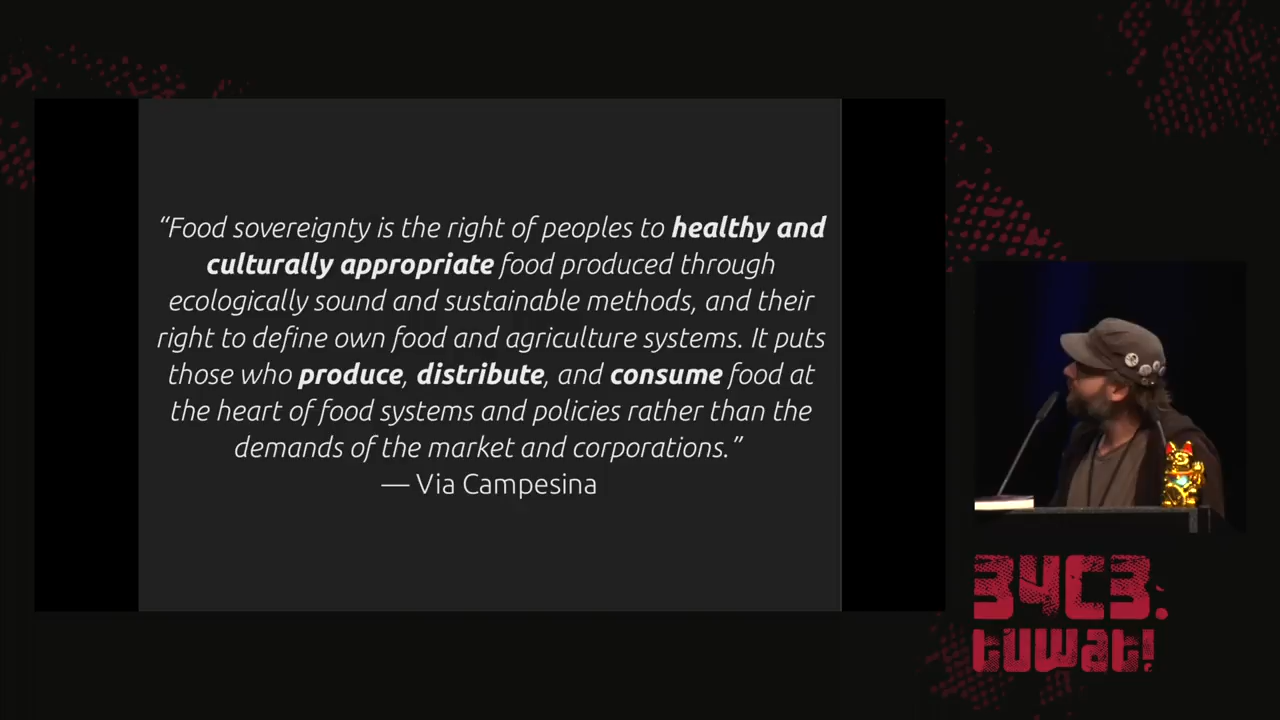 “Food sovereignty is the right of peoples to healthy and
culturally appropriate food produced through
ecologically sound and sustainable methods, and their
right to define own food and agriculture systems. It puts
those who produce, distribute, and consume food at
the heart of food systems and policies rather than the
demands of the market and corporations.”
— Via Campesina
34C3.
tuwat!